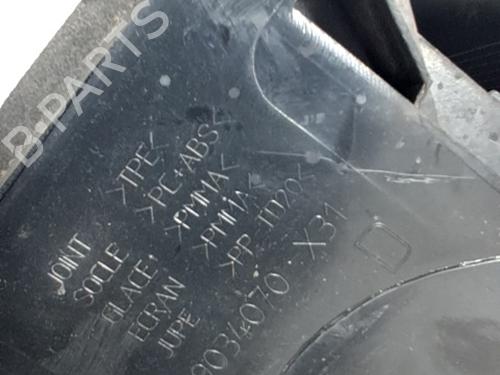 B-PARTS
JOINT >TPE<
SOCLE >PC+ABS<
GLACE+ >PMMA<
ECRAN >PMMA<
JUPE >PP-TD20<
9034070 X31